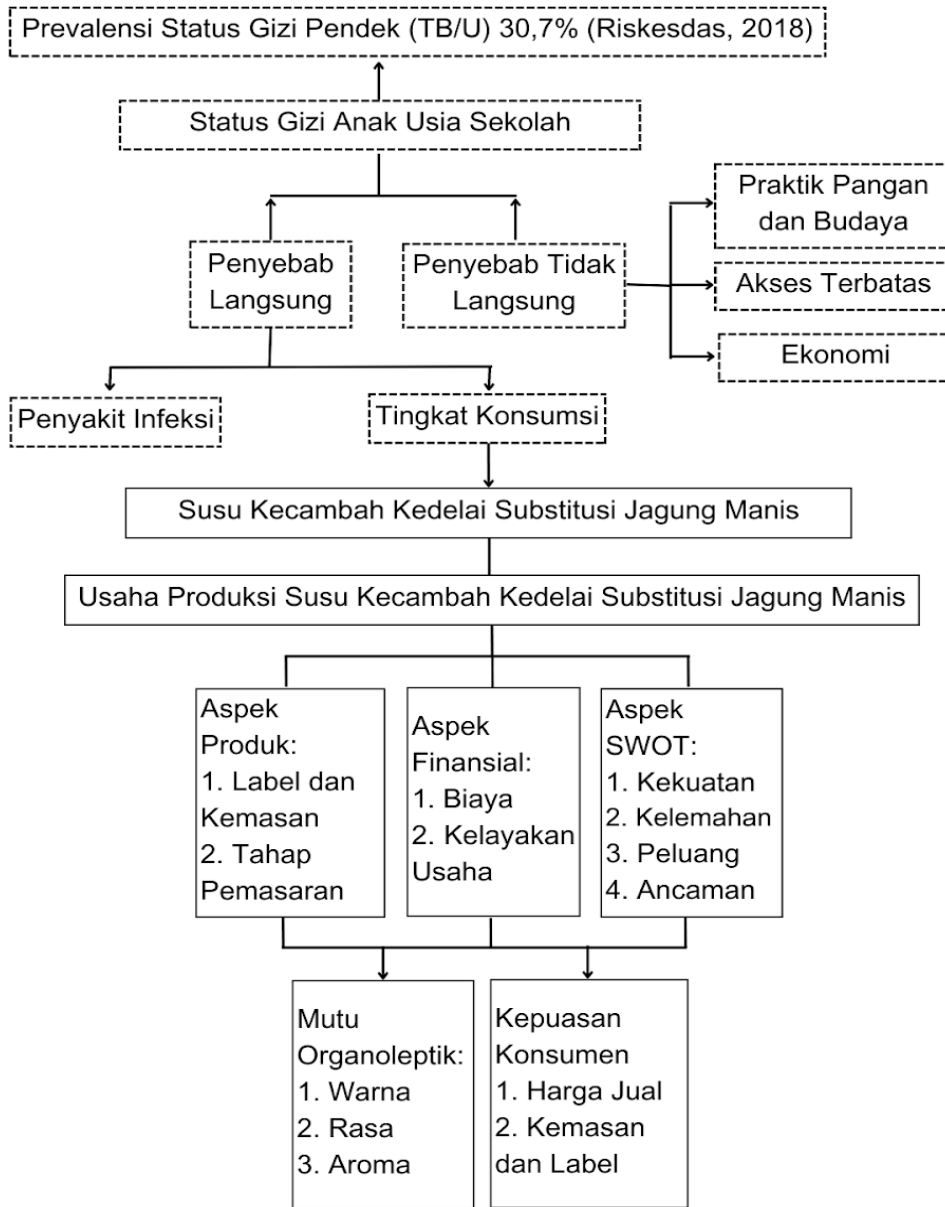 Prevalensi Status Gizi Pendek (TB/U) 30,7% (Riskesdas, 2018)
Status Gizi Anak Usia Sekolah
Praktik Pangan
dan Budaya
Penyebab
Langsung
Penyebab Tidak
Langsung
Akses Terbatas
Ekonomi
Penyakit Infeksi
Tingkat Konsumsi
Susu Kecambah Kedelai Substitusi Jagung Manis
Usaha Produksi Susu Kecambah Kedelai Substitusi Jagung Manis
Aspek
Produk:
1. Label dan
Kemasan
2. Tahap
Pemasaran
Aspek
Finansial:
1. Biaya
2. Kelayakan
Usaha
Aspek
SWOT:
1. Kekuatan
2. Kelemahan
3. Peluang
4. Ancaman
Mutu
Organoleptik:
1. Warna
2. Rasa
3. Aroma
Kepuasan
Konsumen
1. Harga Jual
2. Kemasan
dan Label